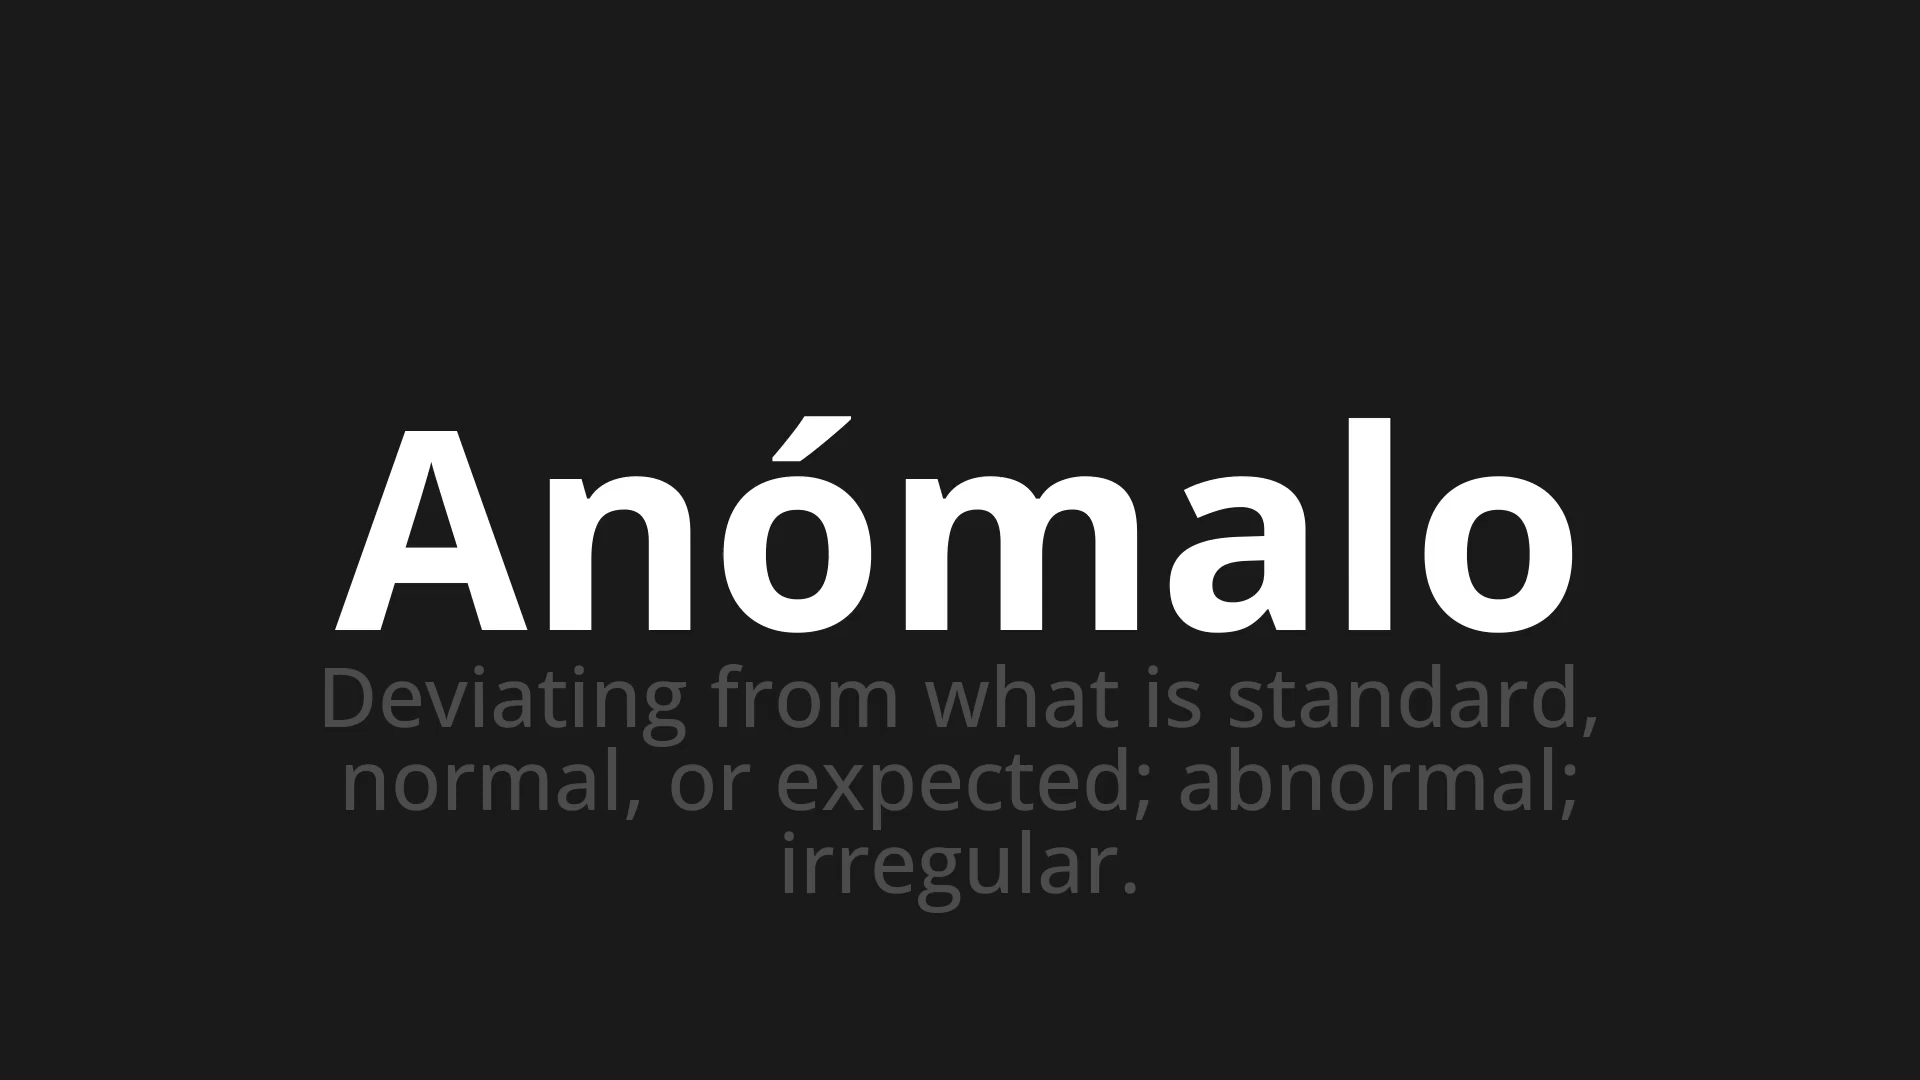 Anómalo
Deviating from what is standard,
normal, or expected; abnormal;
irregular.